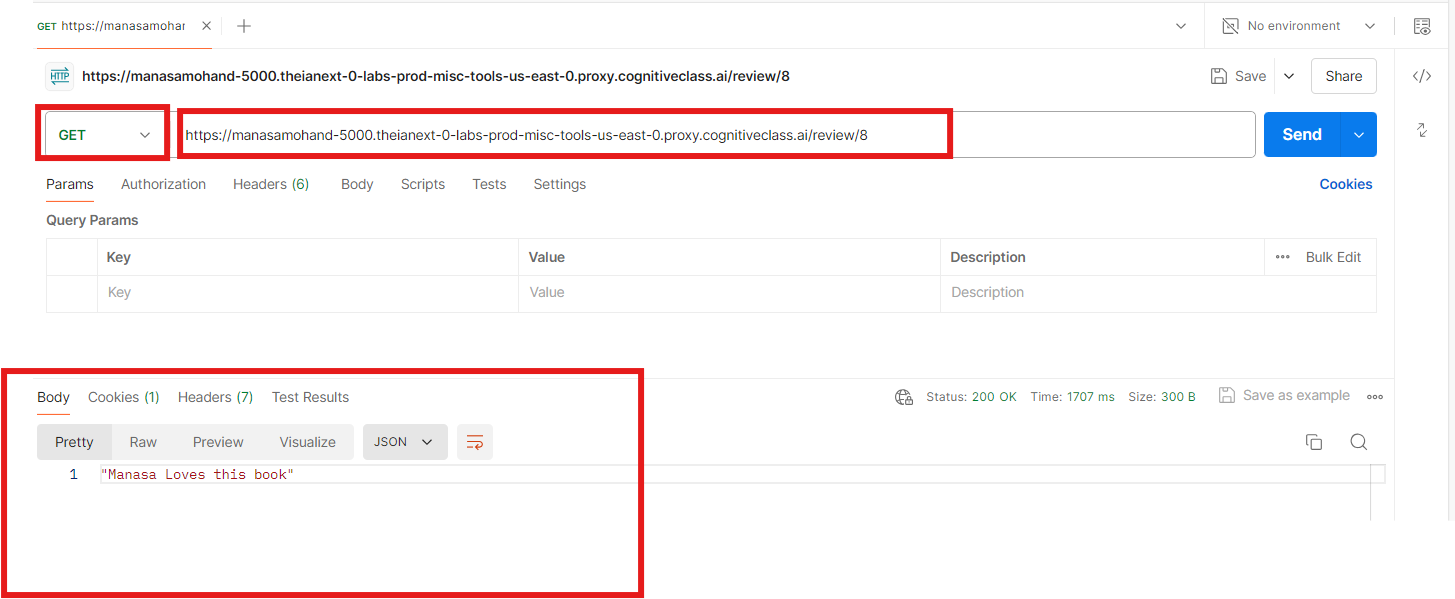 GET https://manasamohar
No environment
HTTP https://manasamohand-5000.theianext-0-labs-prod-misc-tools-us-east-0.proxy.cognitiveclass.ai/review/8
Save Share
GET https://manasamohand-5000.theianext-0-labs-prod-misc-tools-us-east-0.proxy.cognitiveclass.ai/review/8 Send
Params Authorization Headers (6) Body Scripts Tests Settings Cookies
Query Params
Key Value Description Bulk Edit
Key Value Description
Body Cookies (1) Headers (7) Test Results Status: 200 OK Time: 1707 ms Size: 300 B Save as example
Pretty Raw Preview Visualize JSON
1 "Manasa Loves this book"